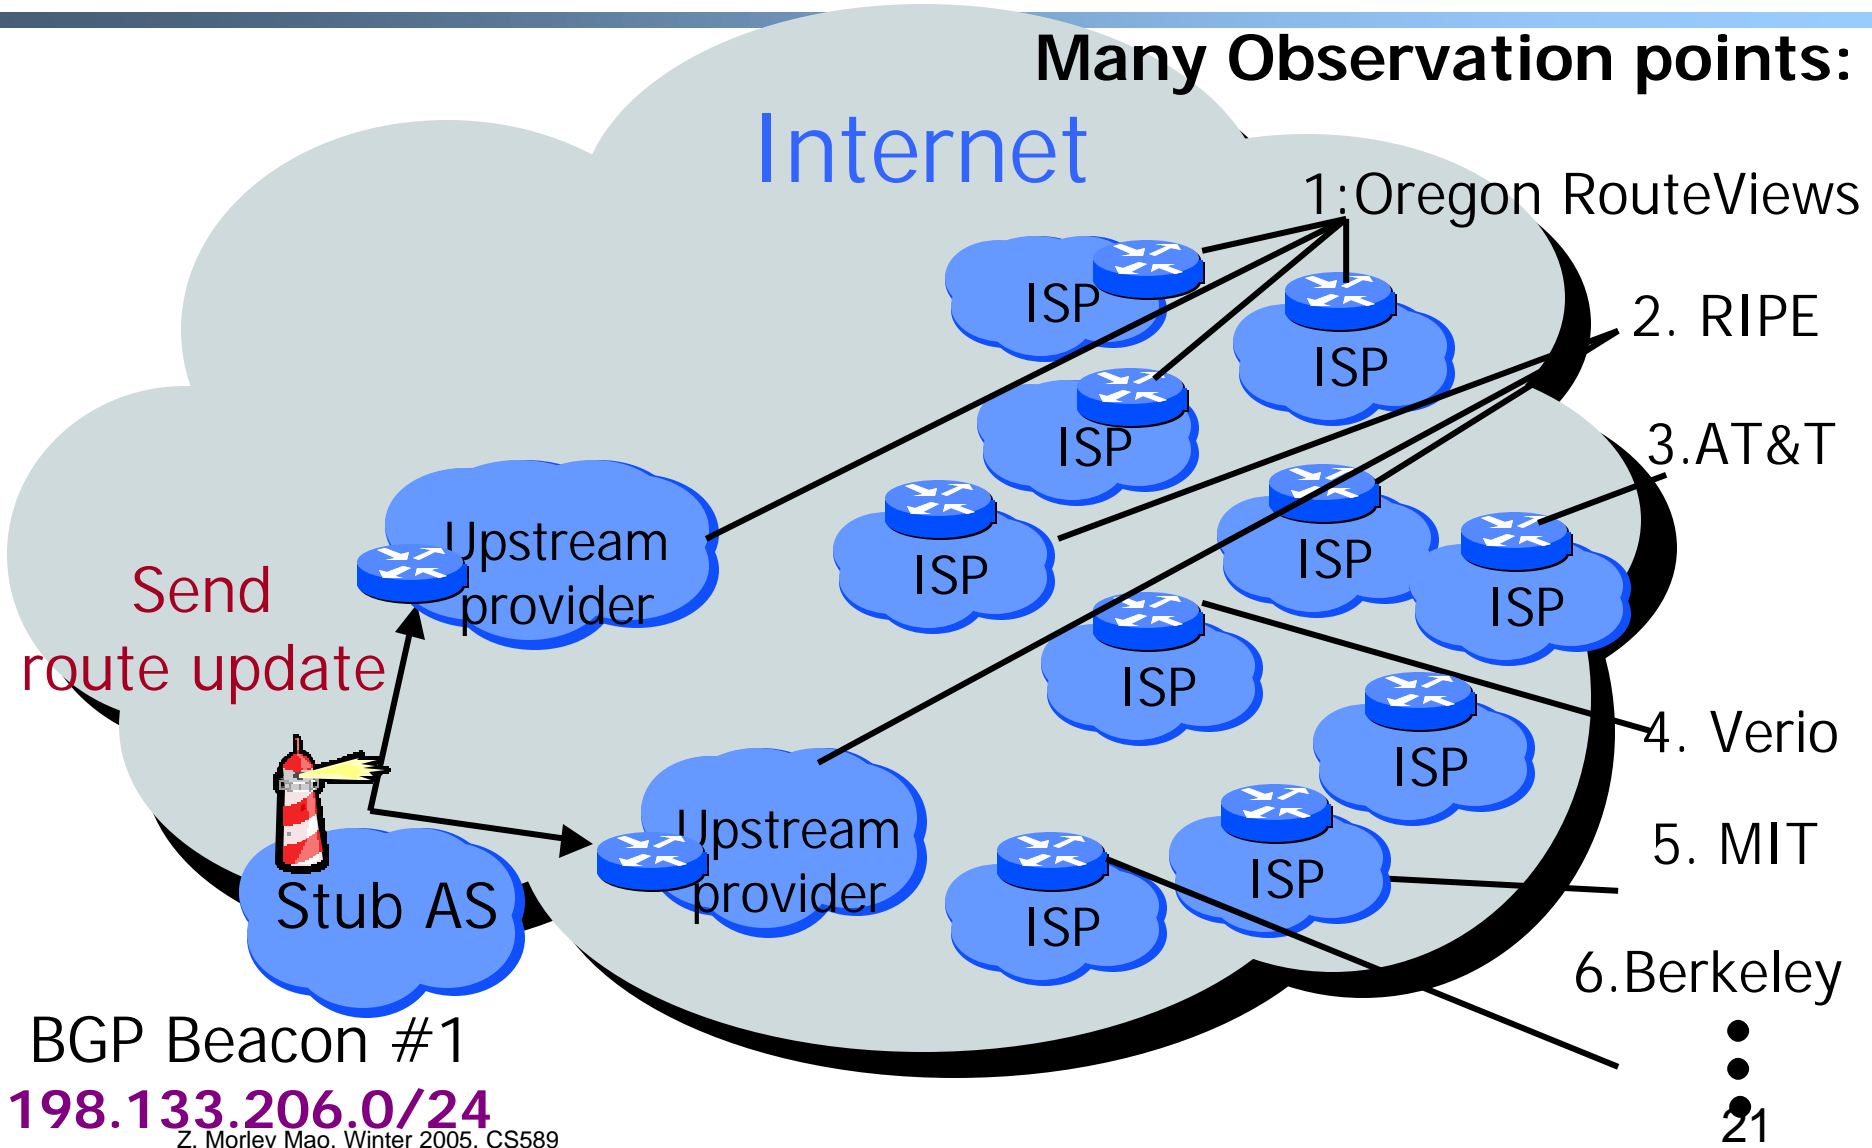 Many Observation points:
Internet
1:Oregon RouteViews
ISP
ISP
2. RIPE
ISP
3.AT&T
Upstream
provider
ISP
ISP
ISP
Send
route update
ISP
4. Verio
ISP
Upstream
provider
5. MIT
ISP
Stub AS
ISP
6.Berkeley
BGP Beacon #1
198.133.206.0/24
Z. Morley Mao, Winter 2005, CS589
21